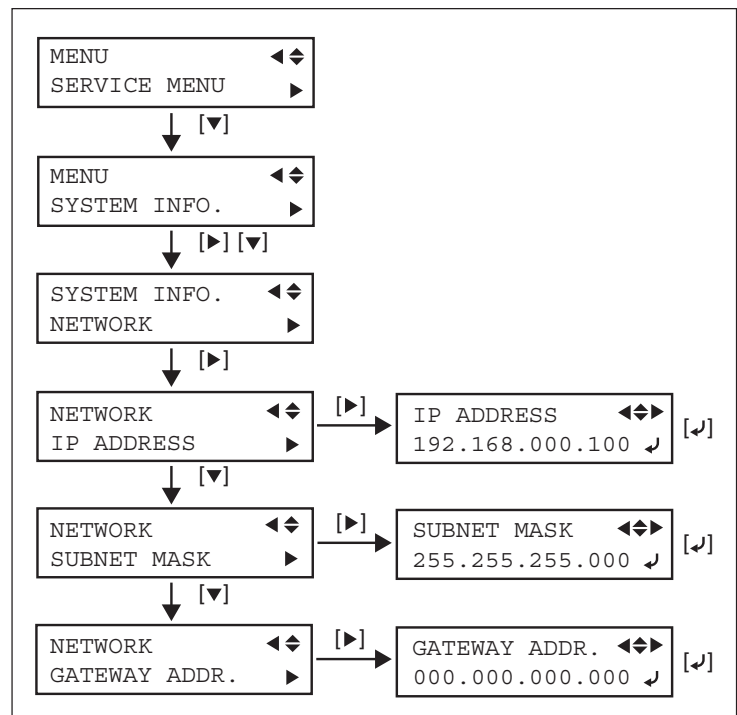 MENU ◀◆
SERVICE MENU ▶
[▼]
MENU ◀◆
SYSTEM INFO. ▶
[▶] [▼]
SYSTEM INFO. ◀◆
NETWORK ▶
[▶]
NETWORK ◀◆
IP ADDRESS ▶
[▶]
IP ADDRESS ◀◆▶
192.168.000.100 ↵
[↵]
[▼]
NETWORK ◀◆
SUBNET MASK ▶
[▶]
SUBNET MASK ◀◆▶
255.255.255.000 ↵
[↵]
[▼]
NETWORK ◀◆
GATEWAY ADDR. ▶
[▶]
GATEWAY ADDR. ◀◆▶
000.000.000.000 ↵
[↵]